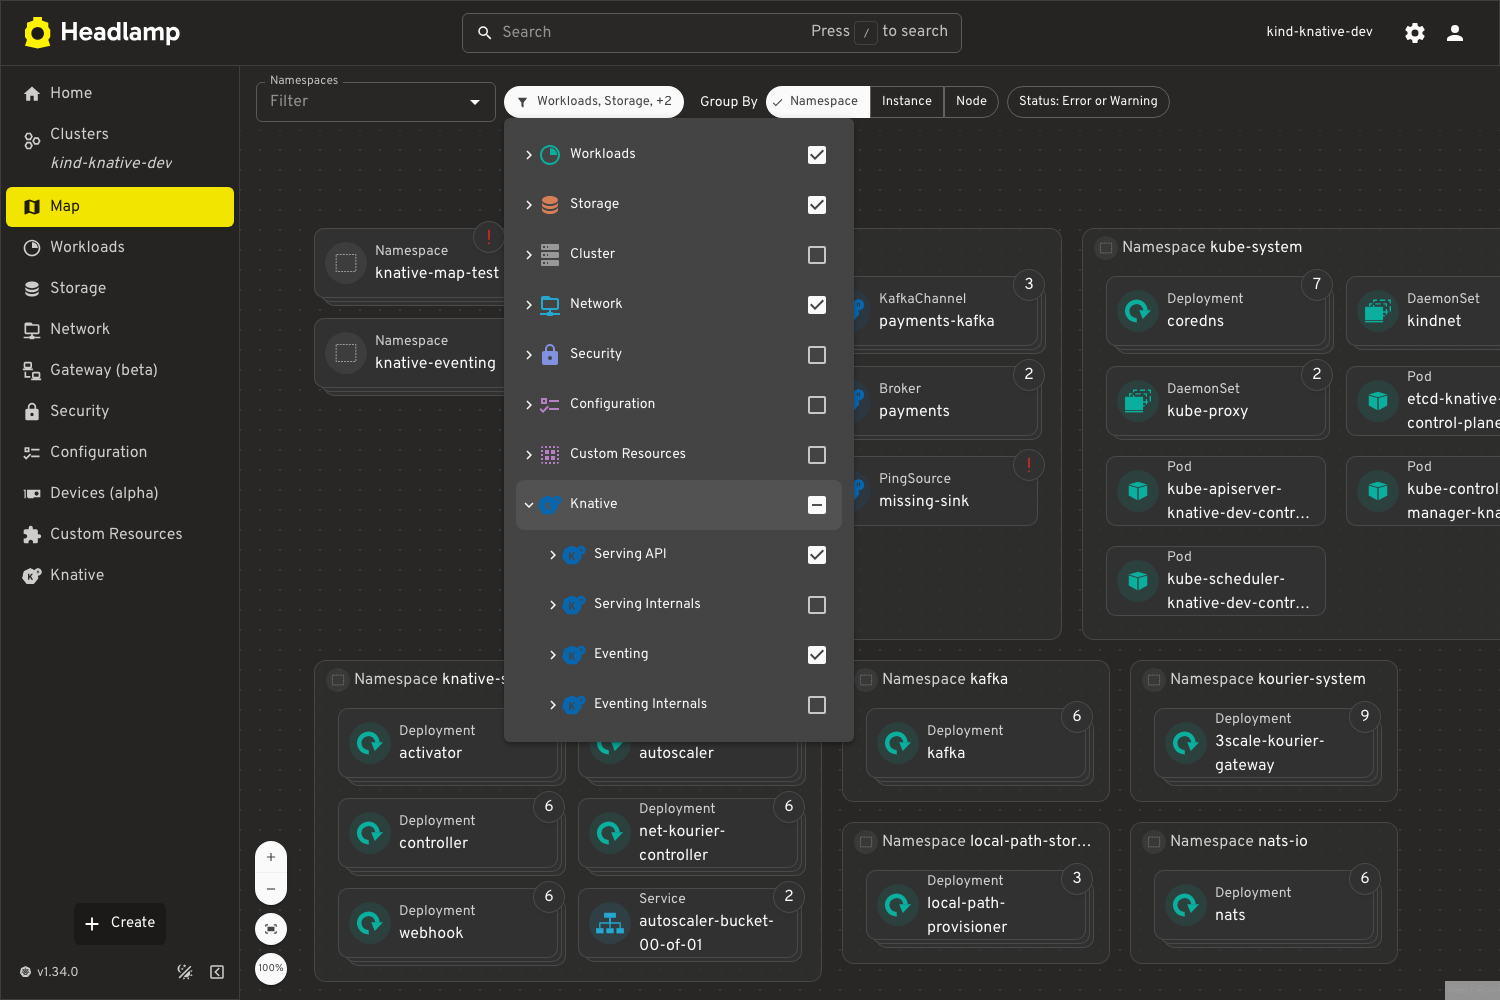 Headlamp
Search
Press / to search
kind-knative-dev
Home
Clusters
kind-knative-dev
Map
Workloads
Storage
Network
Gateway (beta)
Security
Configuration
Devices (alpha)
Custom Resources
Knative
Create
v1.34.0
Namespaces
Filter
Workloads, Storage, +2
Group By
Namespace
Instance
Node
Status: Error or Warning
Workloads
Storage
Cluster
Network
Security
Configuration
Custom Resources
Knative
Serving API
Serving Internals
Eventing
Eventing Internals
Namespace
knative-map-test
!
Namespace
knative-eventing
KafkaChannel
payments-kafka
3
Broker
payments
2
PingSource
missing-sink
!
Namespace kube-system
Deployment
coredns
7
DaemonSet
kindnet
DaemonSet
kube-proxy
2
Pod
etcd-knative-
control-plane
Pod
kube-apiserver-
knative-dev-contr...
Pod
kube-control
manager-kna
Pod
kube-scheduler-
knative-dev-contr...
Namespace knative-s
Deployment
activator
autoscaler
Deployment
controller
6
Deployment
net-kourier-
controller
6
Deployment
webhook
6
Service
autoscaler-bucket-
00-of-01
2
Namespace kafka
Deployment
kafka
6
Namespace kourier-system
Deployment
3scale-kourier-
gateway
9
Namespace local-path-stor...
Deployment
local-path-
provisioner
3
Namespace nats-io
Deployment
nats
6
+
−
100%